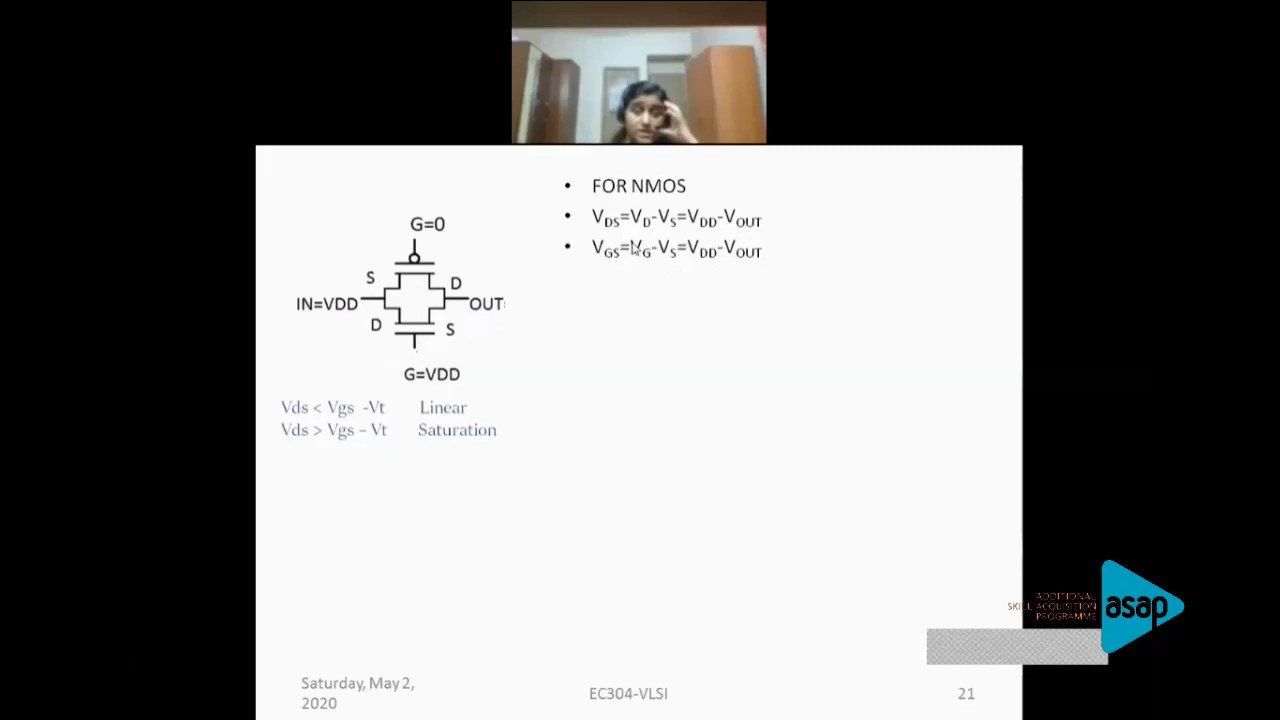 • FOR NMOS
• VDS=VD-VS=VDD-VOUT
• VGS=VG-VS=VDD-VOUT
G=0
S
D
IN=VDD
OUT=
D
S
G=VDD
Vds < Vgs -Vt Linear
Vds > Vgs – Vt Saturation
ADDITIONAL
SKILL ACQUISITION
PROGRAMME
asap
Saturday, May 2,
2020
EC304-VLSI
21